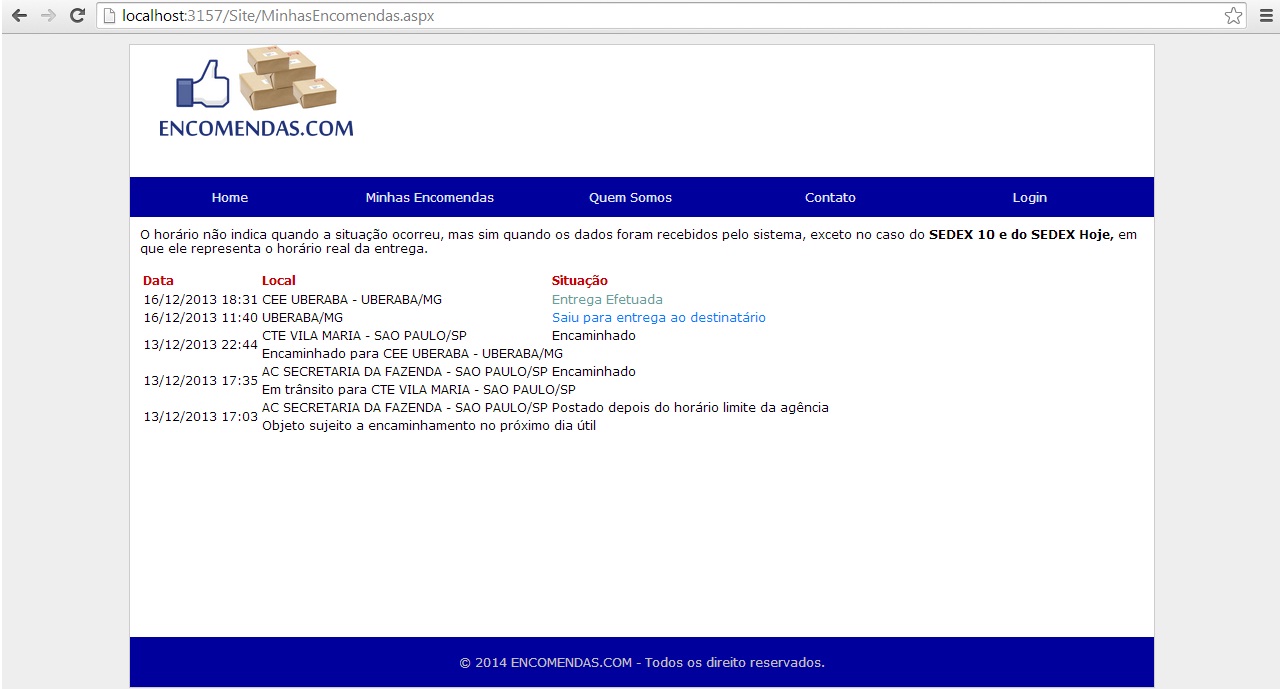 localhost:3157/Site/MinhasEncomendas.aspx
ENCOMENDAS.COM
Home Minhas Encomendas Quem Somos Contato Login
O horário não indica quando a situação ocorreu, mas sim quando os dados foram recebidos pelo sistema, exceto no caso do SEDEX 10 e do SEDEX Hoje, em
que ele representa o horário real da entrega.
Data Local Situação
16/12/2013 18:31 CEE UBERABA - UBERABA/MG Entrega Efetuada
16/12/2013 11:40 UBERABA/MG Saiu para entrega ao destinatário
13/12/2013 22:44 CTE VILA MARIA - SAO PAULO/SP Encaminhado
Encaminhado para CEE UBERABA - UBERABA/MG
13/12/2013 17:35 AC SECRETARIA DA FAZENDA - SAO PAULO/SP Encaminhado
Em trânsito para CTE VILA MARIA - SAO PAULO/SP
13/12/2013 17:03 AC SECRETARIA DA FAZENDA - SAO PAULO/SP Postado depois do horário limite da agência
Objeto sujeito a encaminhamento no próximo dia útil
© 2014 ENCOMENDAS.COM - Todos os direito reservados.